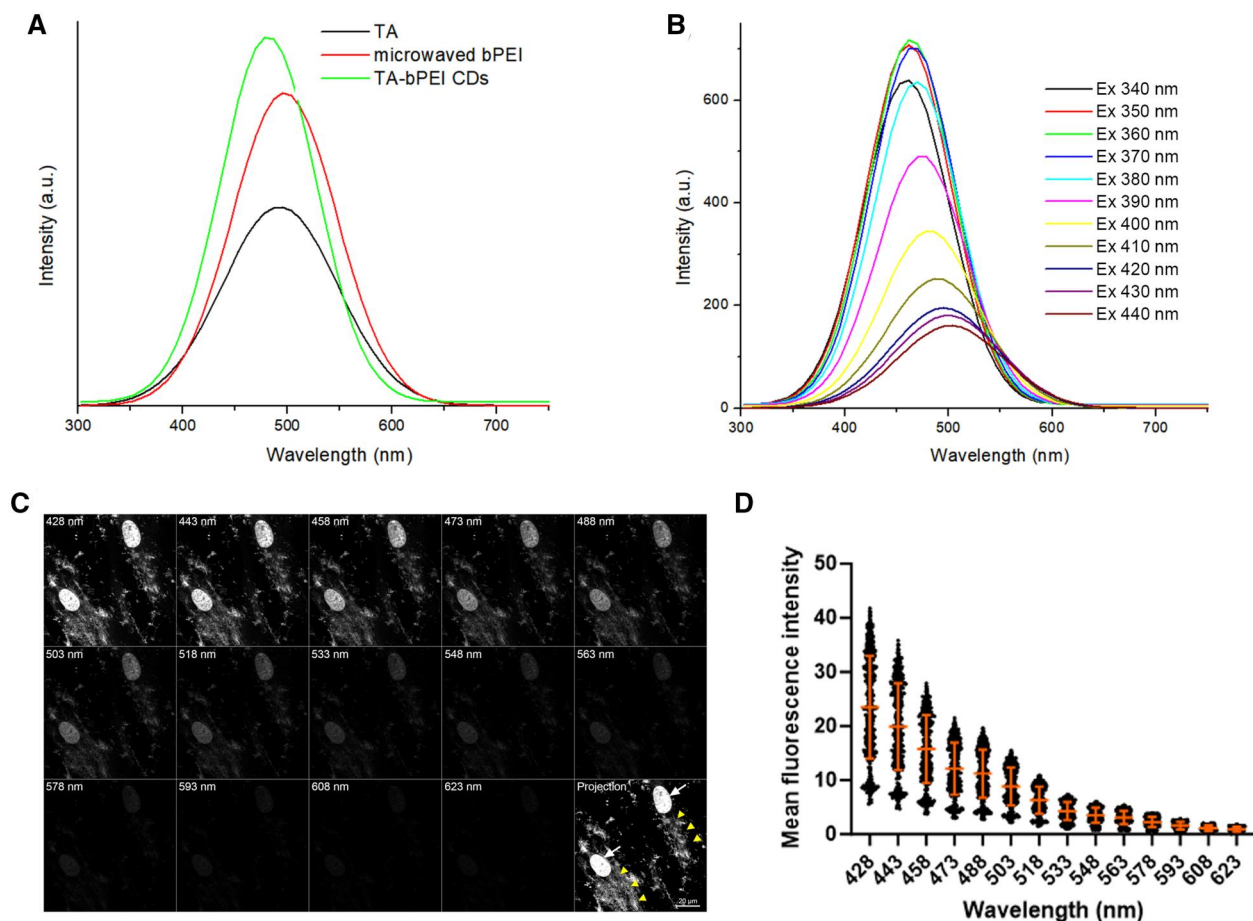 A
TA
microwaved bPEI
TA-bPEI CDs
Intensity (a.u.)
300 400 500 600 700
Wavelength (nm)
B
Ex 340 nm
Ex 350 nm
Ex 360 nm
Ex 370 nm
Ex 380 nm
Ex 390 nm
Ex 400 nm
Ex 410 nm
Ex 420 nm
Ex 430 nm
Ex 440 nm
Intensity (a.u.)
600
400
200
0
300 400 500 600 700
Wavelength (nm)
C
428 nm 443 nm 458 nm 473 nm 488 nm
503 nm 518 nm 533 nm 548 nm 563 nm
578 nm 593 nm 608 nm 623 nm Projection
20 µm
D
Mean fluorescence intensity
50
40
30
20
10
0
428 443 458 473 488 503 518 533 548 563 578 593 608 623
Wavelength (nm)